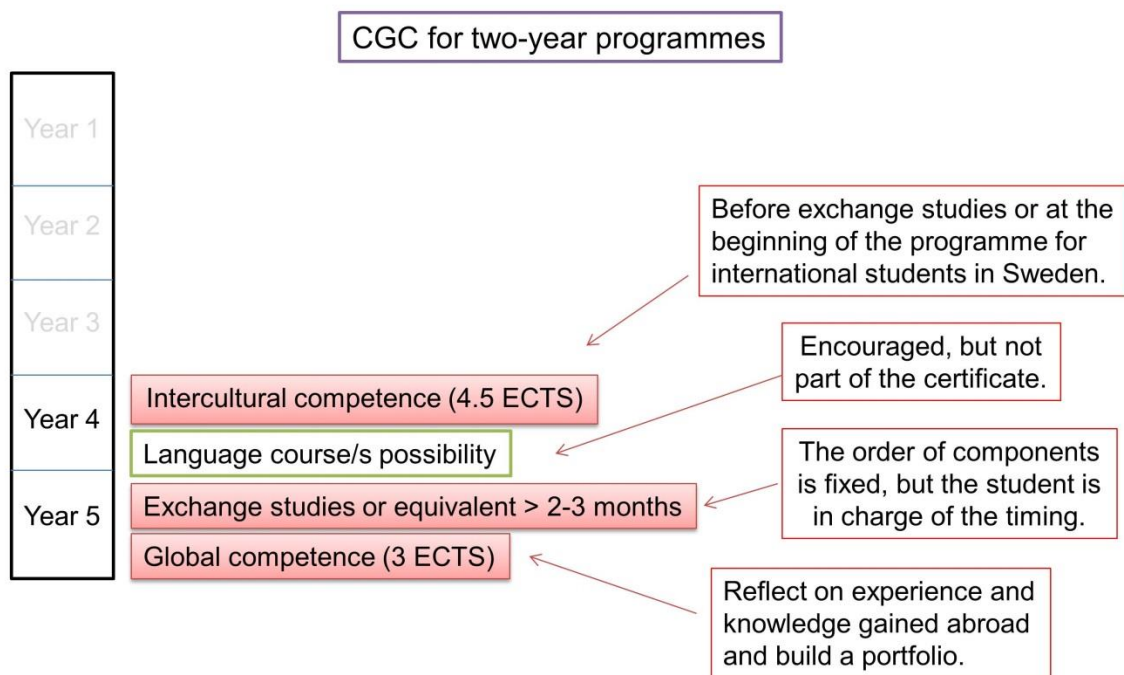 CGC for two-year programmes
Year 1
Year 2
Year 3
Year 4
Year 5
Intercultural competence (4.5 ECTS)
Language course/s possibility
Exchange studies or equivalent > 2-3 months
Global competence (3 ECTS)
Before exchange studies or at the
beginning of the programme for
international students in Sweden.
Encouraged, but not
part of the certificate.
The order of components
is fixed, but the student is
in charge of the timing.
Reflect on experience and
knowledge gained abroad
and build a portfolio.